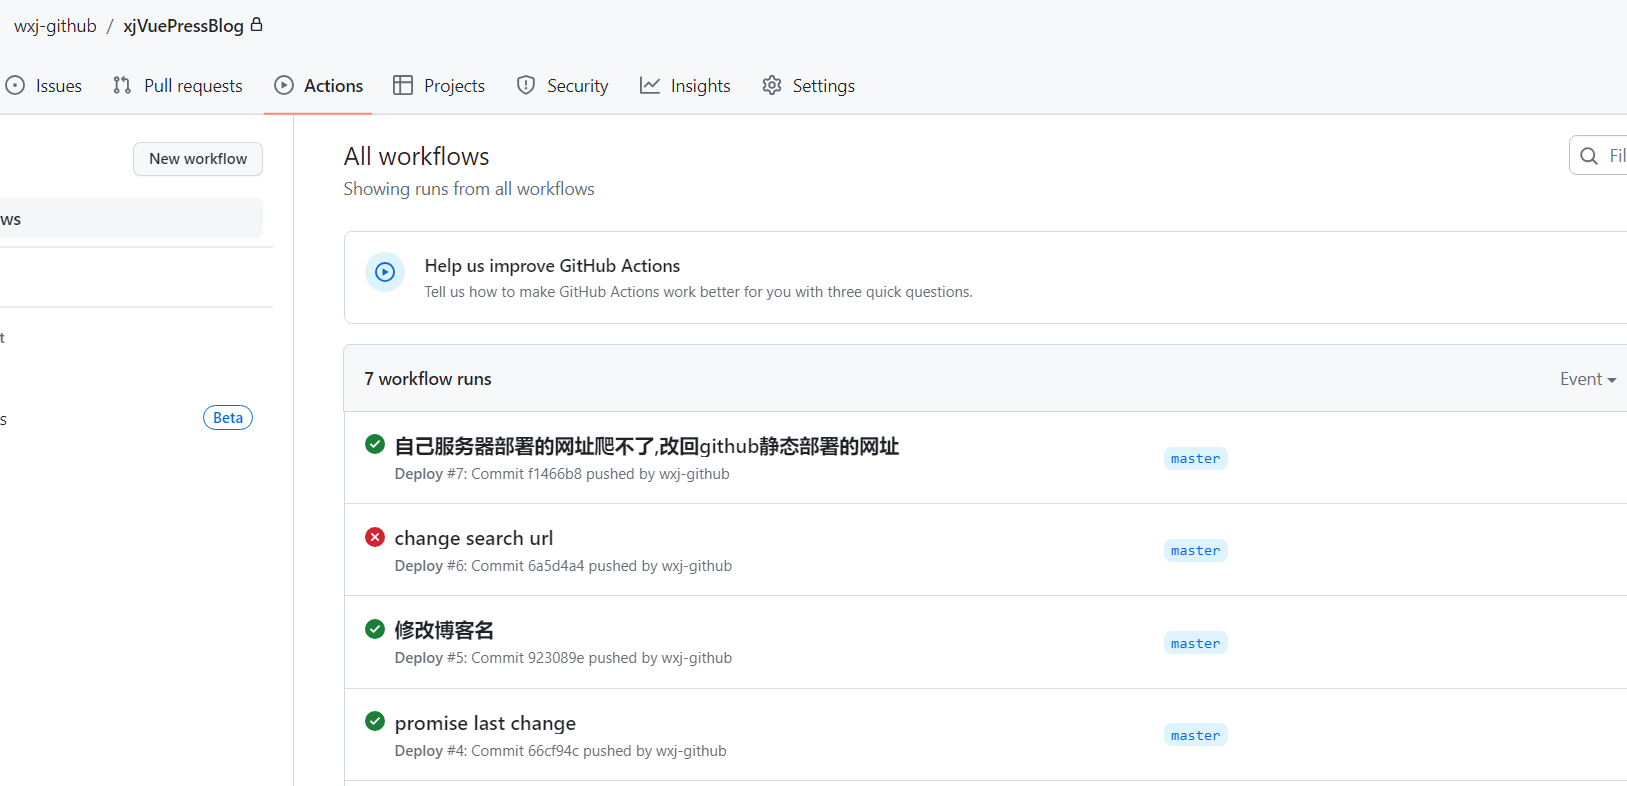 wxj-github / xjVuePressBlog
Issues Pull requests Actions Projects Security Insights Settings
New workflow
All workflows
Showing runs from all workflows
Fil
ws
Help us improve GitHub Actions
Tell us how to make GitHub Actions work better for you with three quick questions.
t
7 workflow runs
Event
s
Beta
自己服务器部署的网址爬不了,改回github静态部署的网址
master
Deploy #7: Commit f1466b8 pushed by wxj-github
change search url
master
Deploy #6: Commit 6a5d4a4 pushed by wxj-github
修改博客名
master
Deploy #5: Commit 923089e pushed by wxj-github
promise last change
master
Deploy #4: Commit 66cf94c pushed by wxj-github